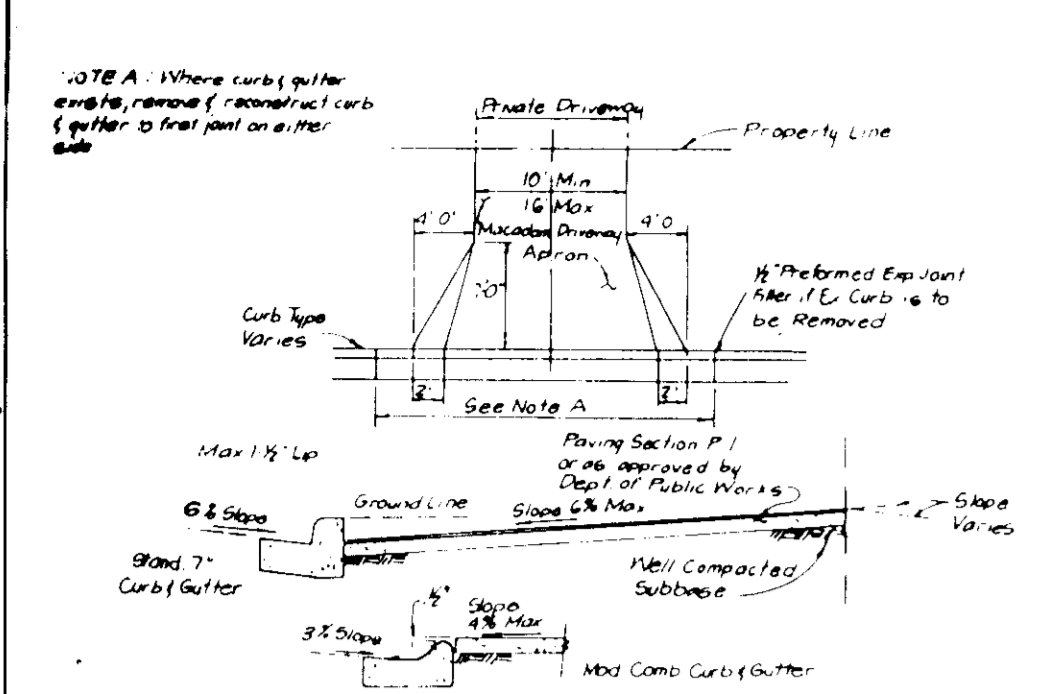 NOTE A : Where curb & gutter
exists, remove & reconstruct curb
& gutter to first joint on either
side
Private Driveway
Property Line
10' Min
16' Max
4' 0"
4' 0
Macadam Driveway
Apron
½" Preformed Exp Joint
Filler if Ex Curb is to
be Removed
Curb Type
Varies
2'
2'
See Note A
Max 1-½" Lip
Paving Section P 1
or as approved by
Dept. of Public Works
6% Slope
Ground Line
Slope 6% Max
Slope
Varies
Stand. 7"
Curb & Gutter
Well Compacted
Subbase
½"
Slope
4% Max
3% Slope
Mod Comb Curb & Gutter